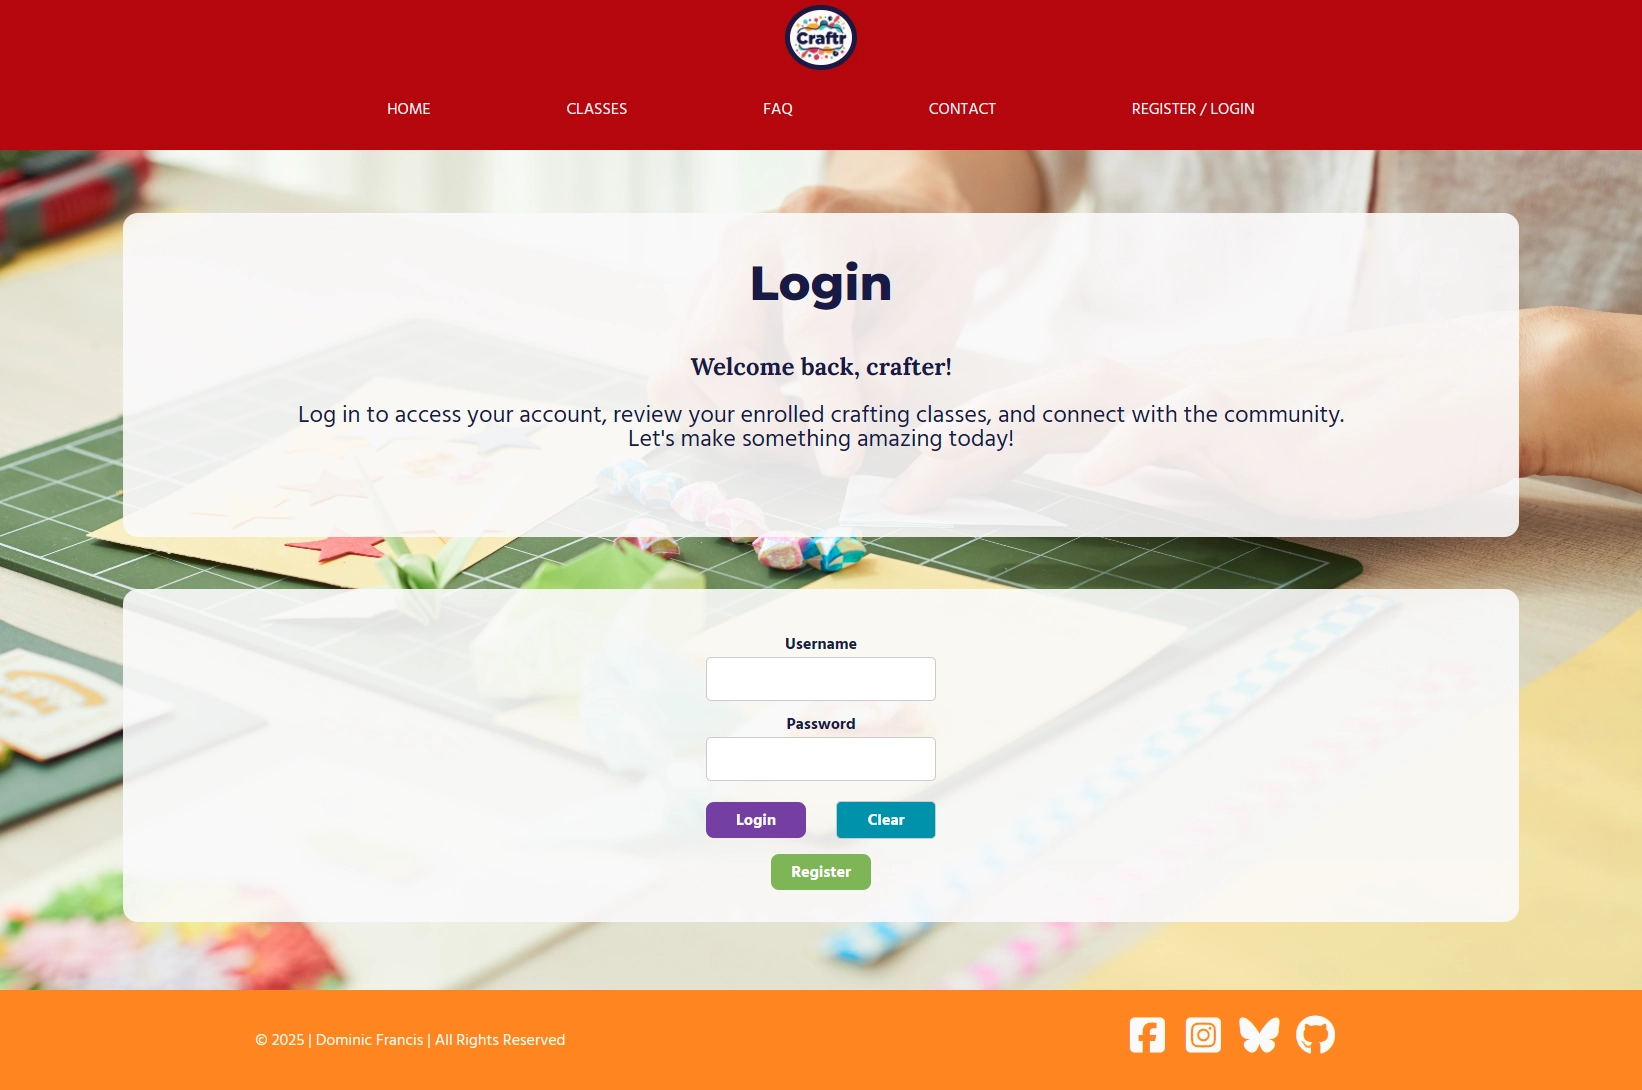 Craftr
HOME CLASSES FAQ CONTACT REGISTER / LOGIN
Login
Welcome back, crafter!
Log in to access your account, review your enrolled crafting classes, and connect with the community.
Let's make something amazing today!
Username
Password
Login Clear
Register
© 2025 | Dominic Francis | All Rights Reserved